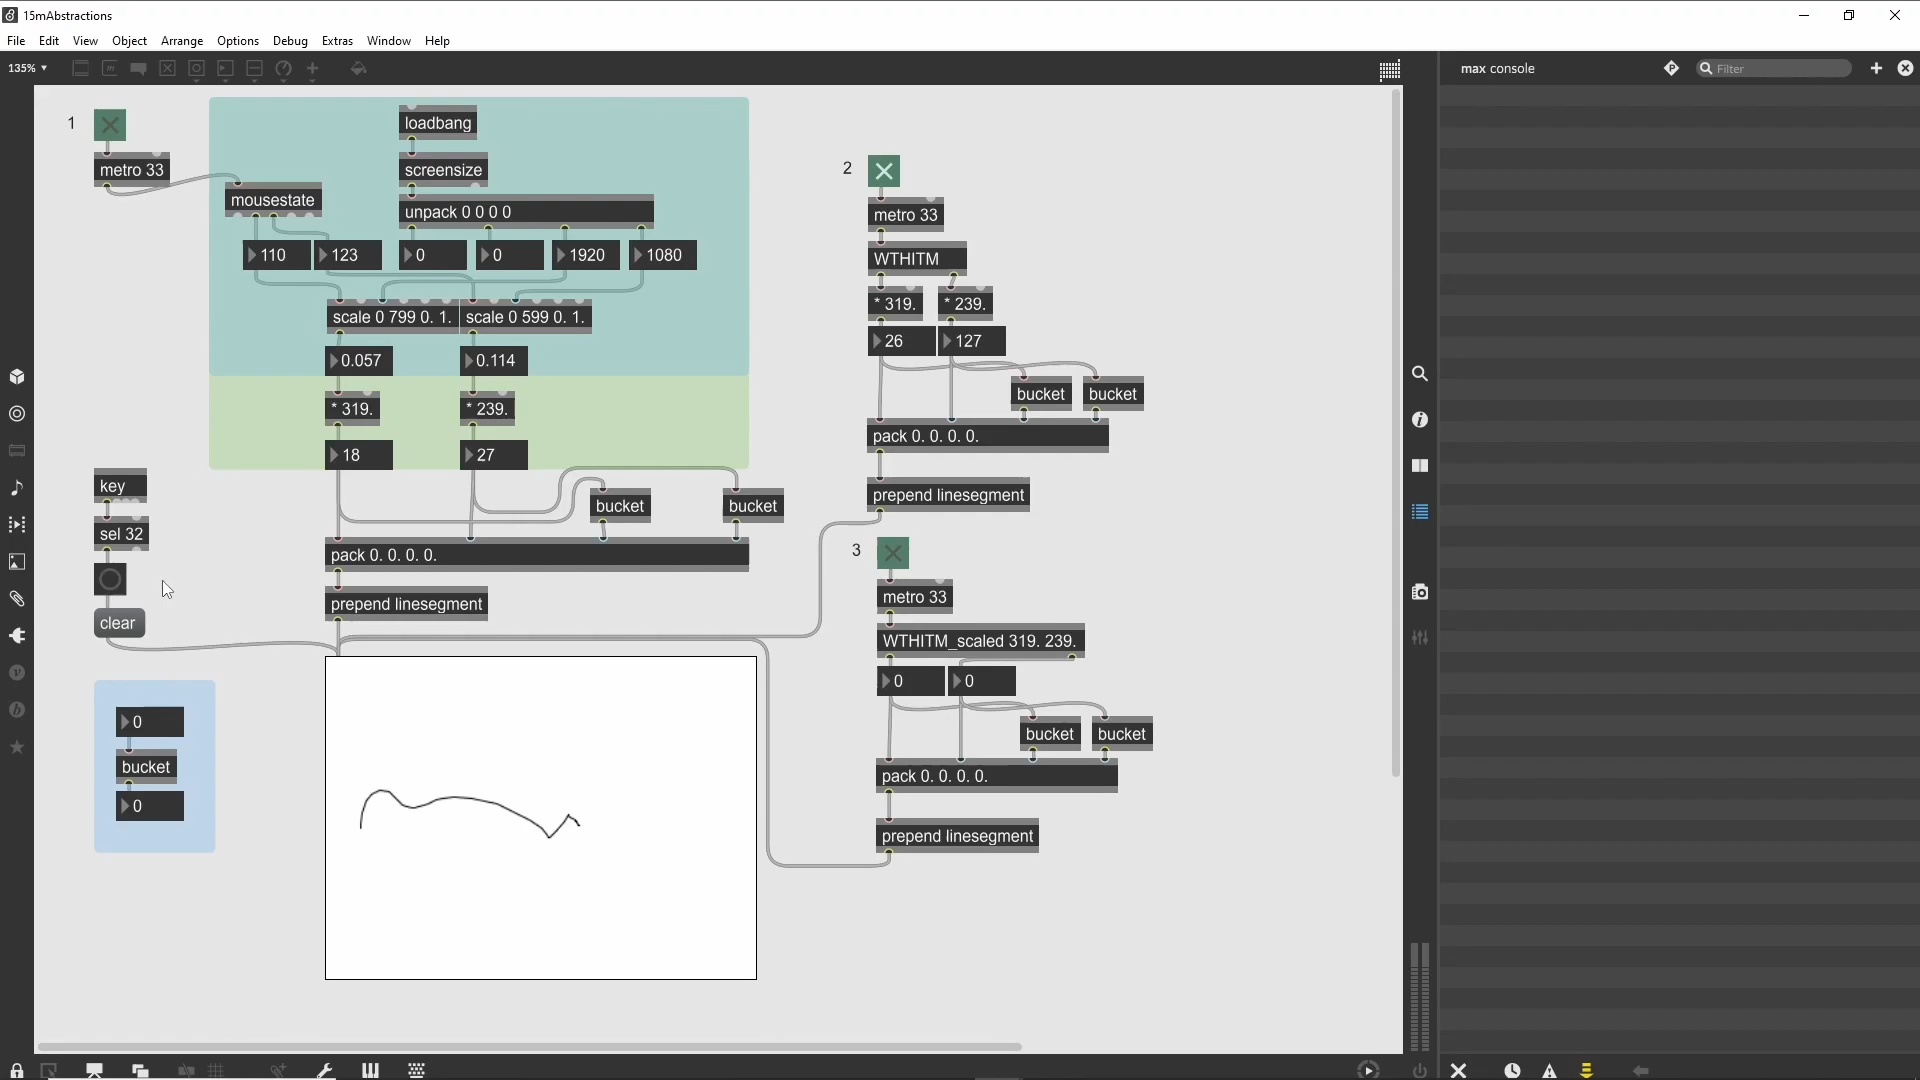 15mAbstractions
File Edit View Object Arrange Options Debug Extras Window Help
135%
max console
Filter
1
metro 33
loadbang
screensize
mousestate
unpack 0 0 0 0
110
123
0
0
1920
1080
scale 0 799 0. 1.
scale 0 599 0. 1.
0.057
0.114
* 319.
* 239.
18
27
bucket
bucket
key
sel 32
clear
pack 0. 0. 0. 0.
prepend linesegment
0
bucket
0
2
metro 33
WTHITM
* 319.
* 239.
26
127
bucket
bucket
pack 0. 0. 0. 0.
prepend linesegment
3
metro 33
WTHITM_scaled 319. 239.
0
0
bucket
bucket
pack 0. 0. 0. 0.
prepend linesegment